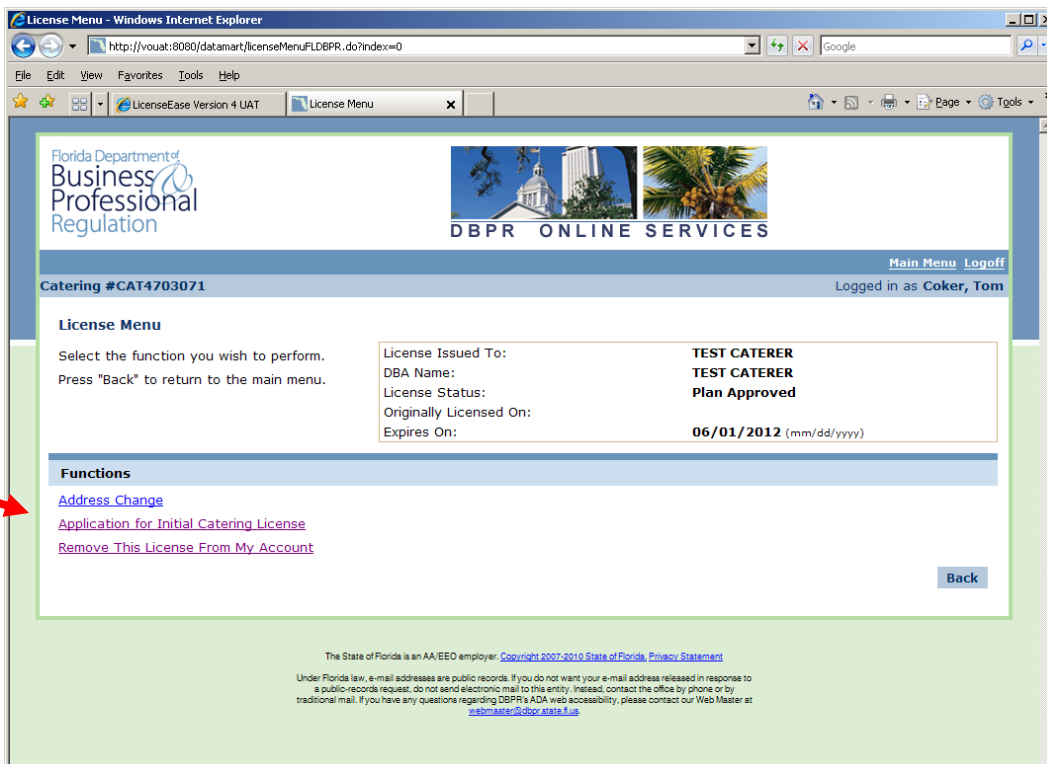 License Menu - Windows Internet Explorer
http://vouat:8080/datamart/licenseMenuFLDBPR.do?index=0
Google
File Edit View Favorites Tools Help
LicenseEase Version 4 UAT License Menu Page Tools
Florida Department of
Business &
Professional
Regulation
DBPR ONLINE SERVICES
Main Menu Logoff
Catering #CAT4703071 Logged in as Coker, Tom
License Menu
Select the function you wish to perform.
Press "Back" to return to the main menu.
License Issued To: TEST CATERER
DBA Name: TEST CATERER
License Status: Plan Approved
Originally Licensed On:
Expires On: 06/01/2012 (mm/dd/yyyy)
Functions
Address Change
Application for Initial Catering License
Remove This License From My Account
Back
The State of Florida is an AA/EEO employer. Copyright 2007-2010 State of Florida. Privacy Statement
Under Florida law, e-mail addresses are public records. If you do not want your e-mail address released in response to
a public-records request, do not send electronic mail to this entity. Instead, contact the office by phone or by
traditional mail. If you have any questions regarding DBPR's ADA web accessibility, please contact our Web Master at
webmaster@dbpr.state.fl.us.